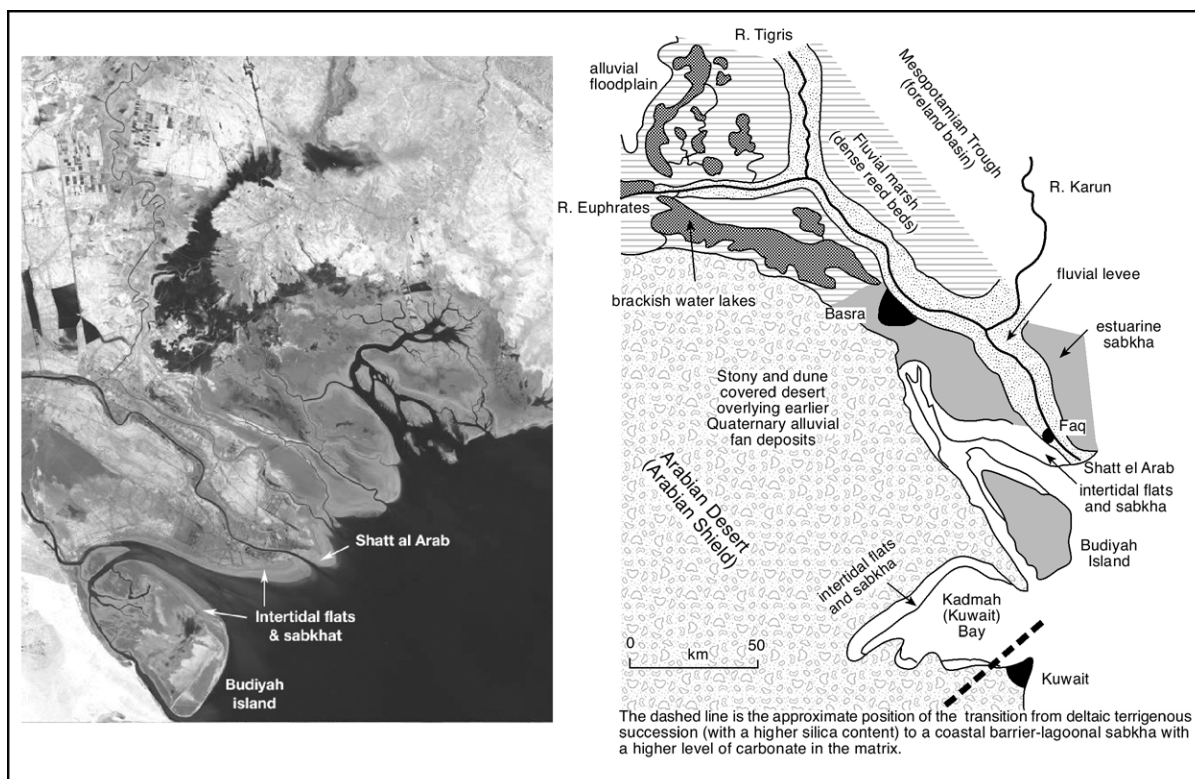 Shatt al Arab
Intertidal flats
& sabkhat
Budiyah
island
R. Tigris
alluvial
floodplain
Mesopotamian Trough
(foreland basin)
Fluvial marsh
(dense reed beds)
R. Karun
R. Euphrates
fluvial levee
brackish water lakes
Basra
estuarine
sabkha
Stony and dune
covered desert
overlying earlier
Quaternary alluvial
fan deposits
Faq
Shatt el Arab
intertidal flats
and sabkha
Arabian Desert
(Arabian Shield)
Budiyah
Island
intertidal flats
and sabkha
Kadmah
(Kuwait)
Bay
0 50
km
Kuwait
The dashed line is the approximate position of the transition from deltaic terrigenous
succession (with a higher silica content) to a coastal barrier-lagoonal sabkha with
a higher level of carbonate in the matrix.